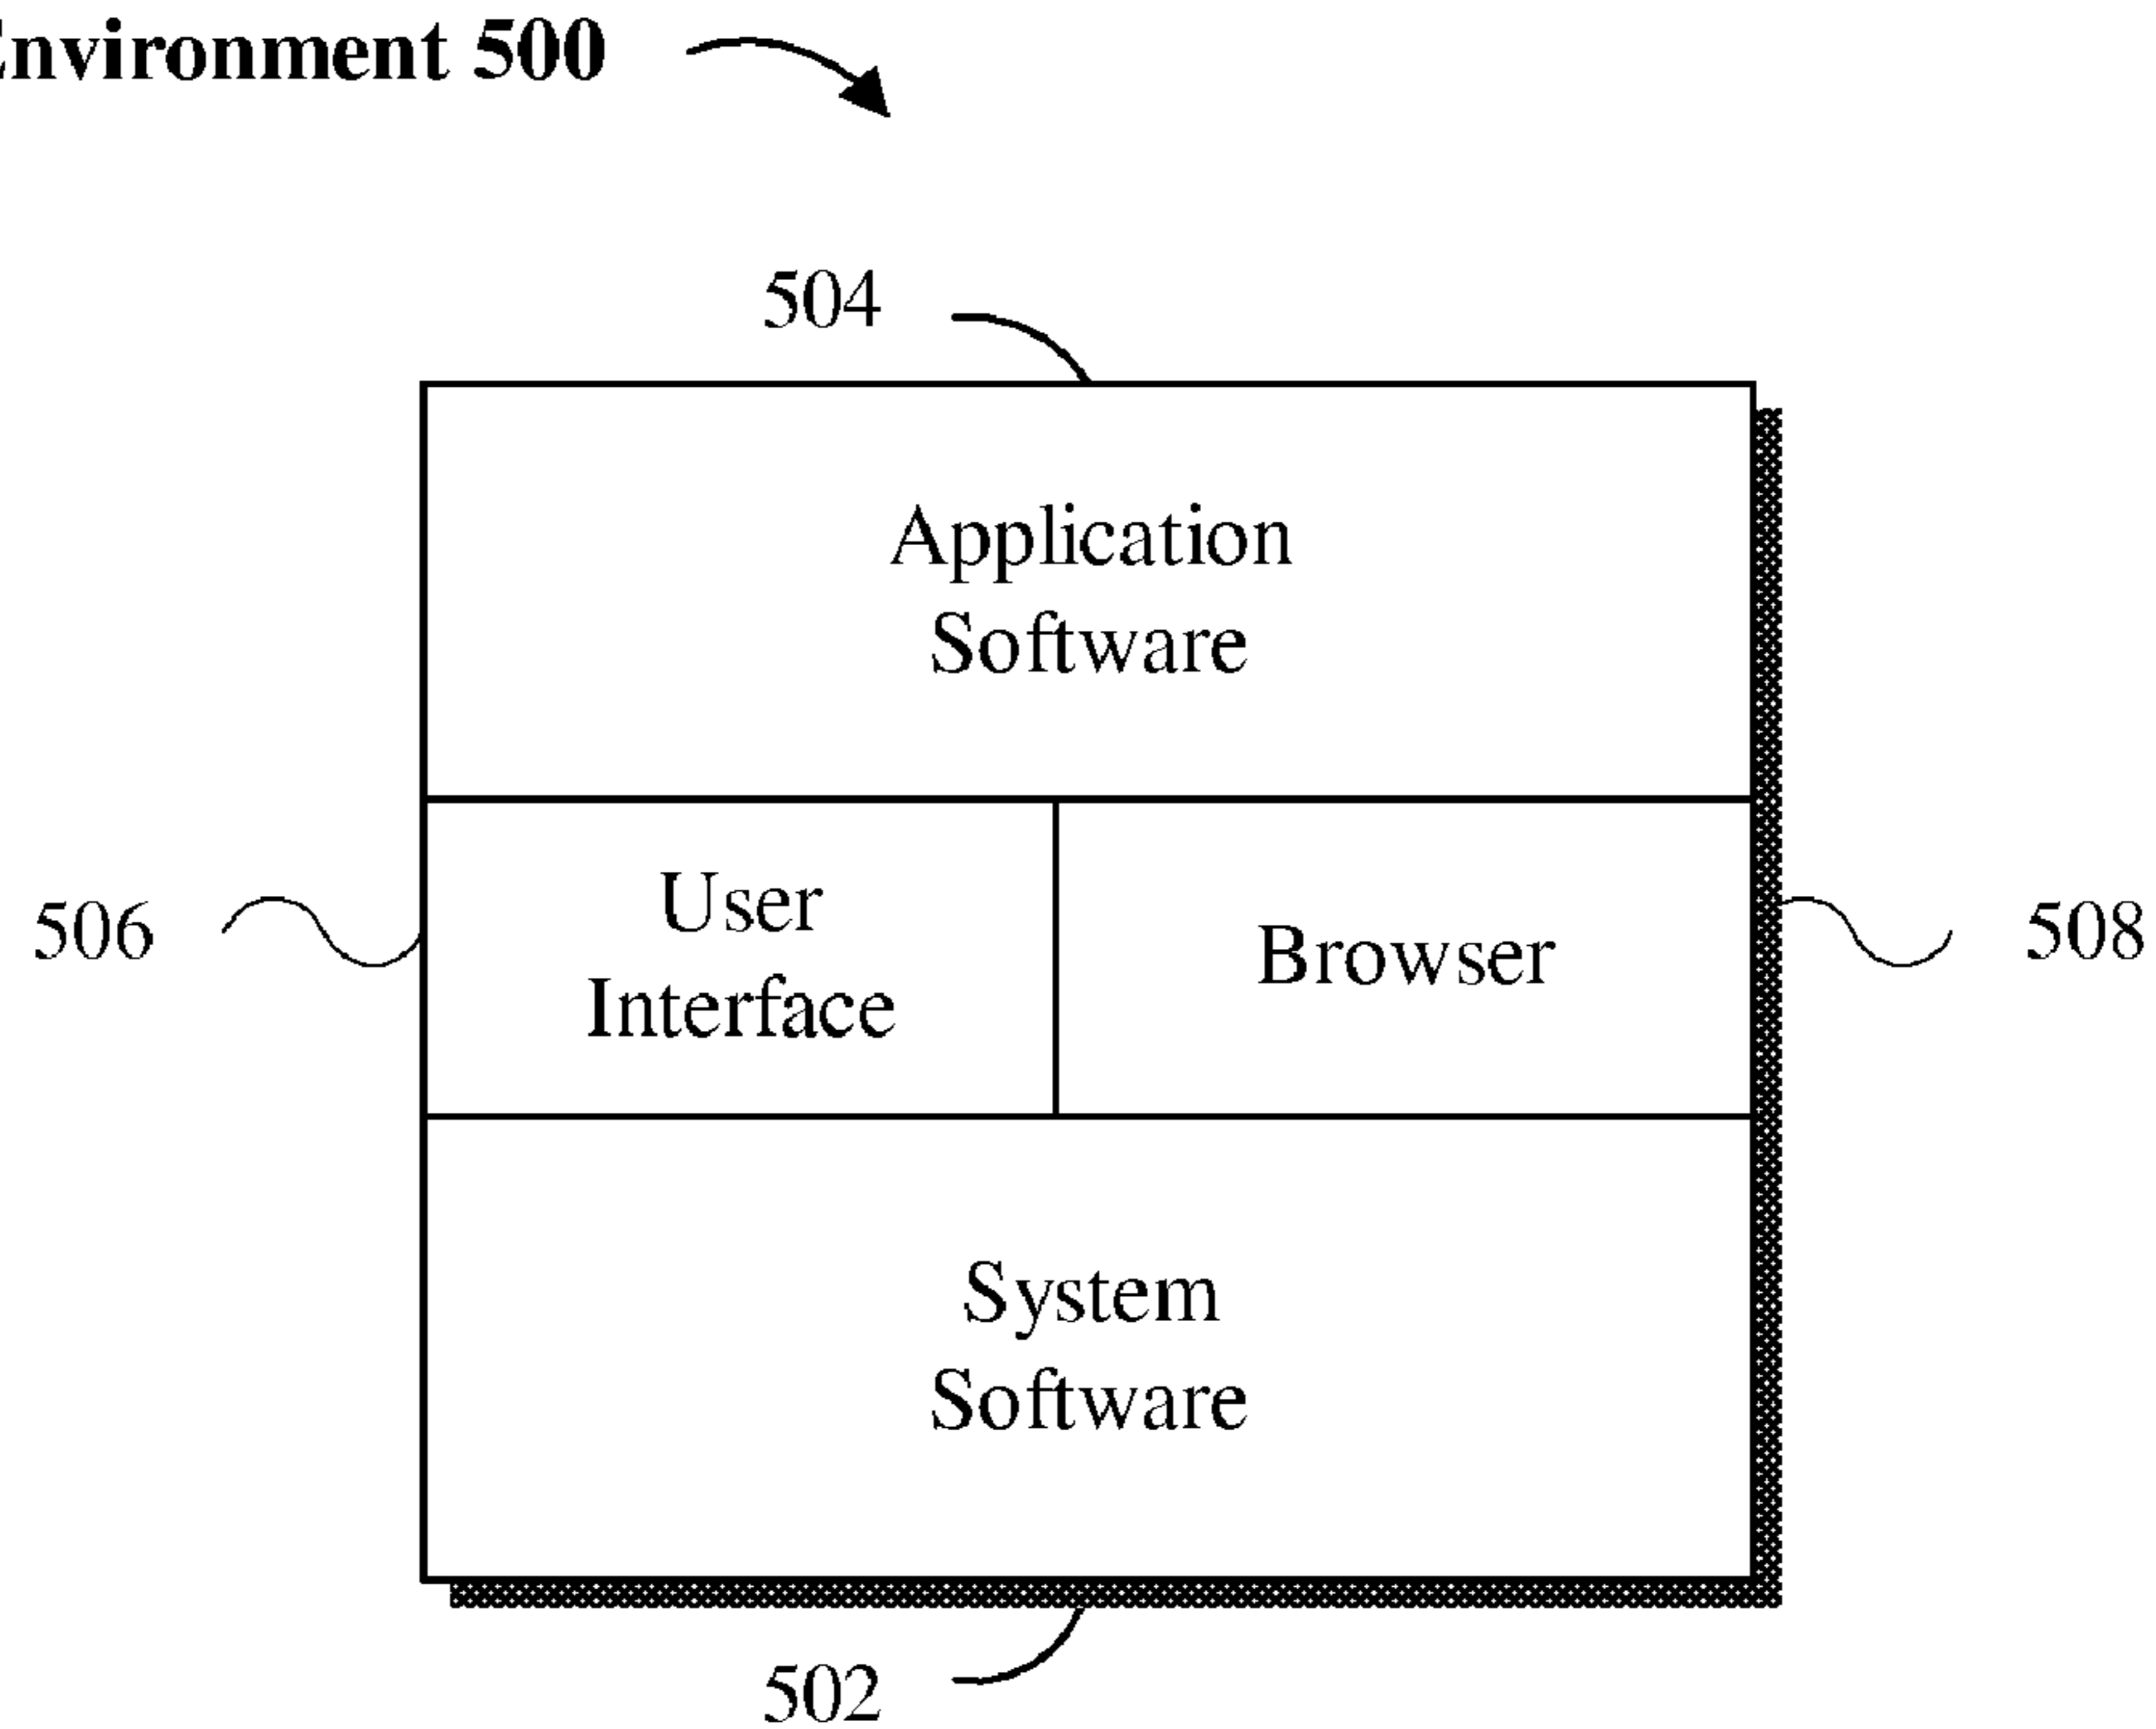 nvironment 500
504
Application
Software
506
User
Interface
Browser
508
System
Software
502